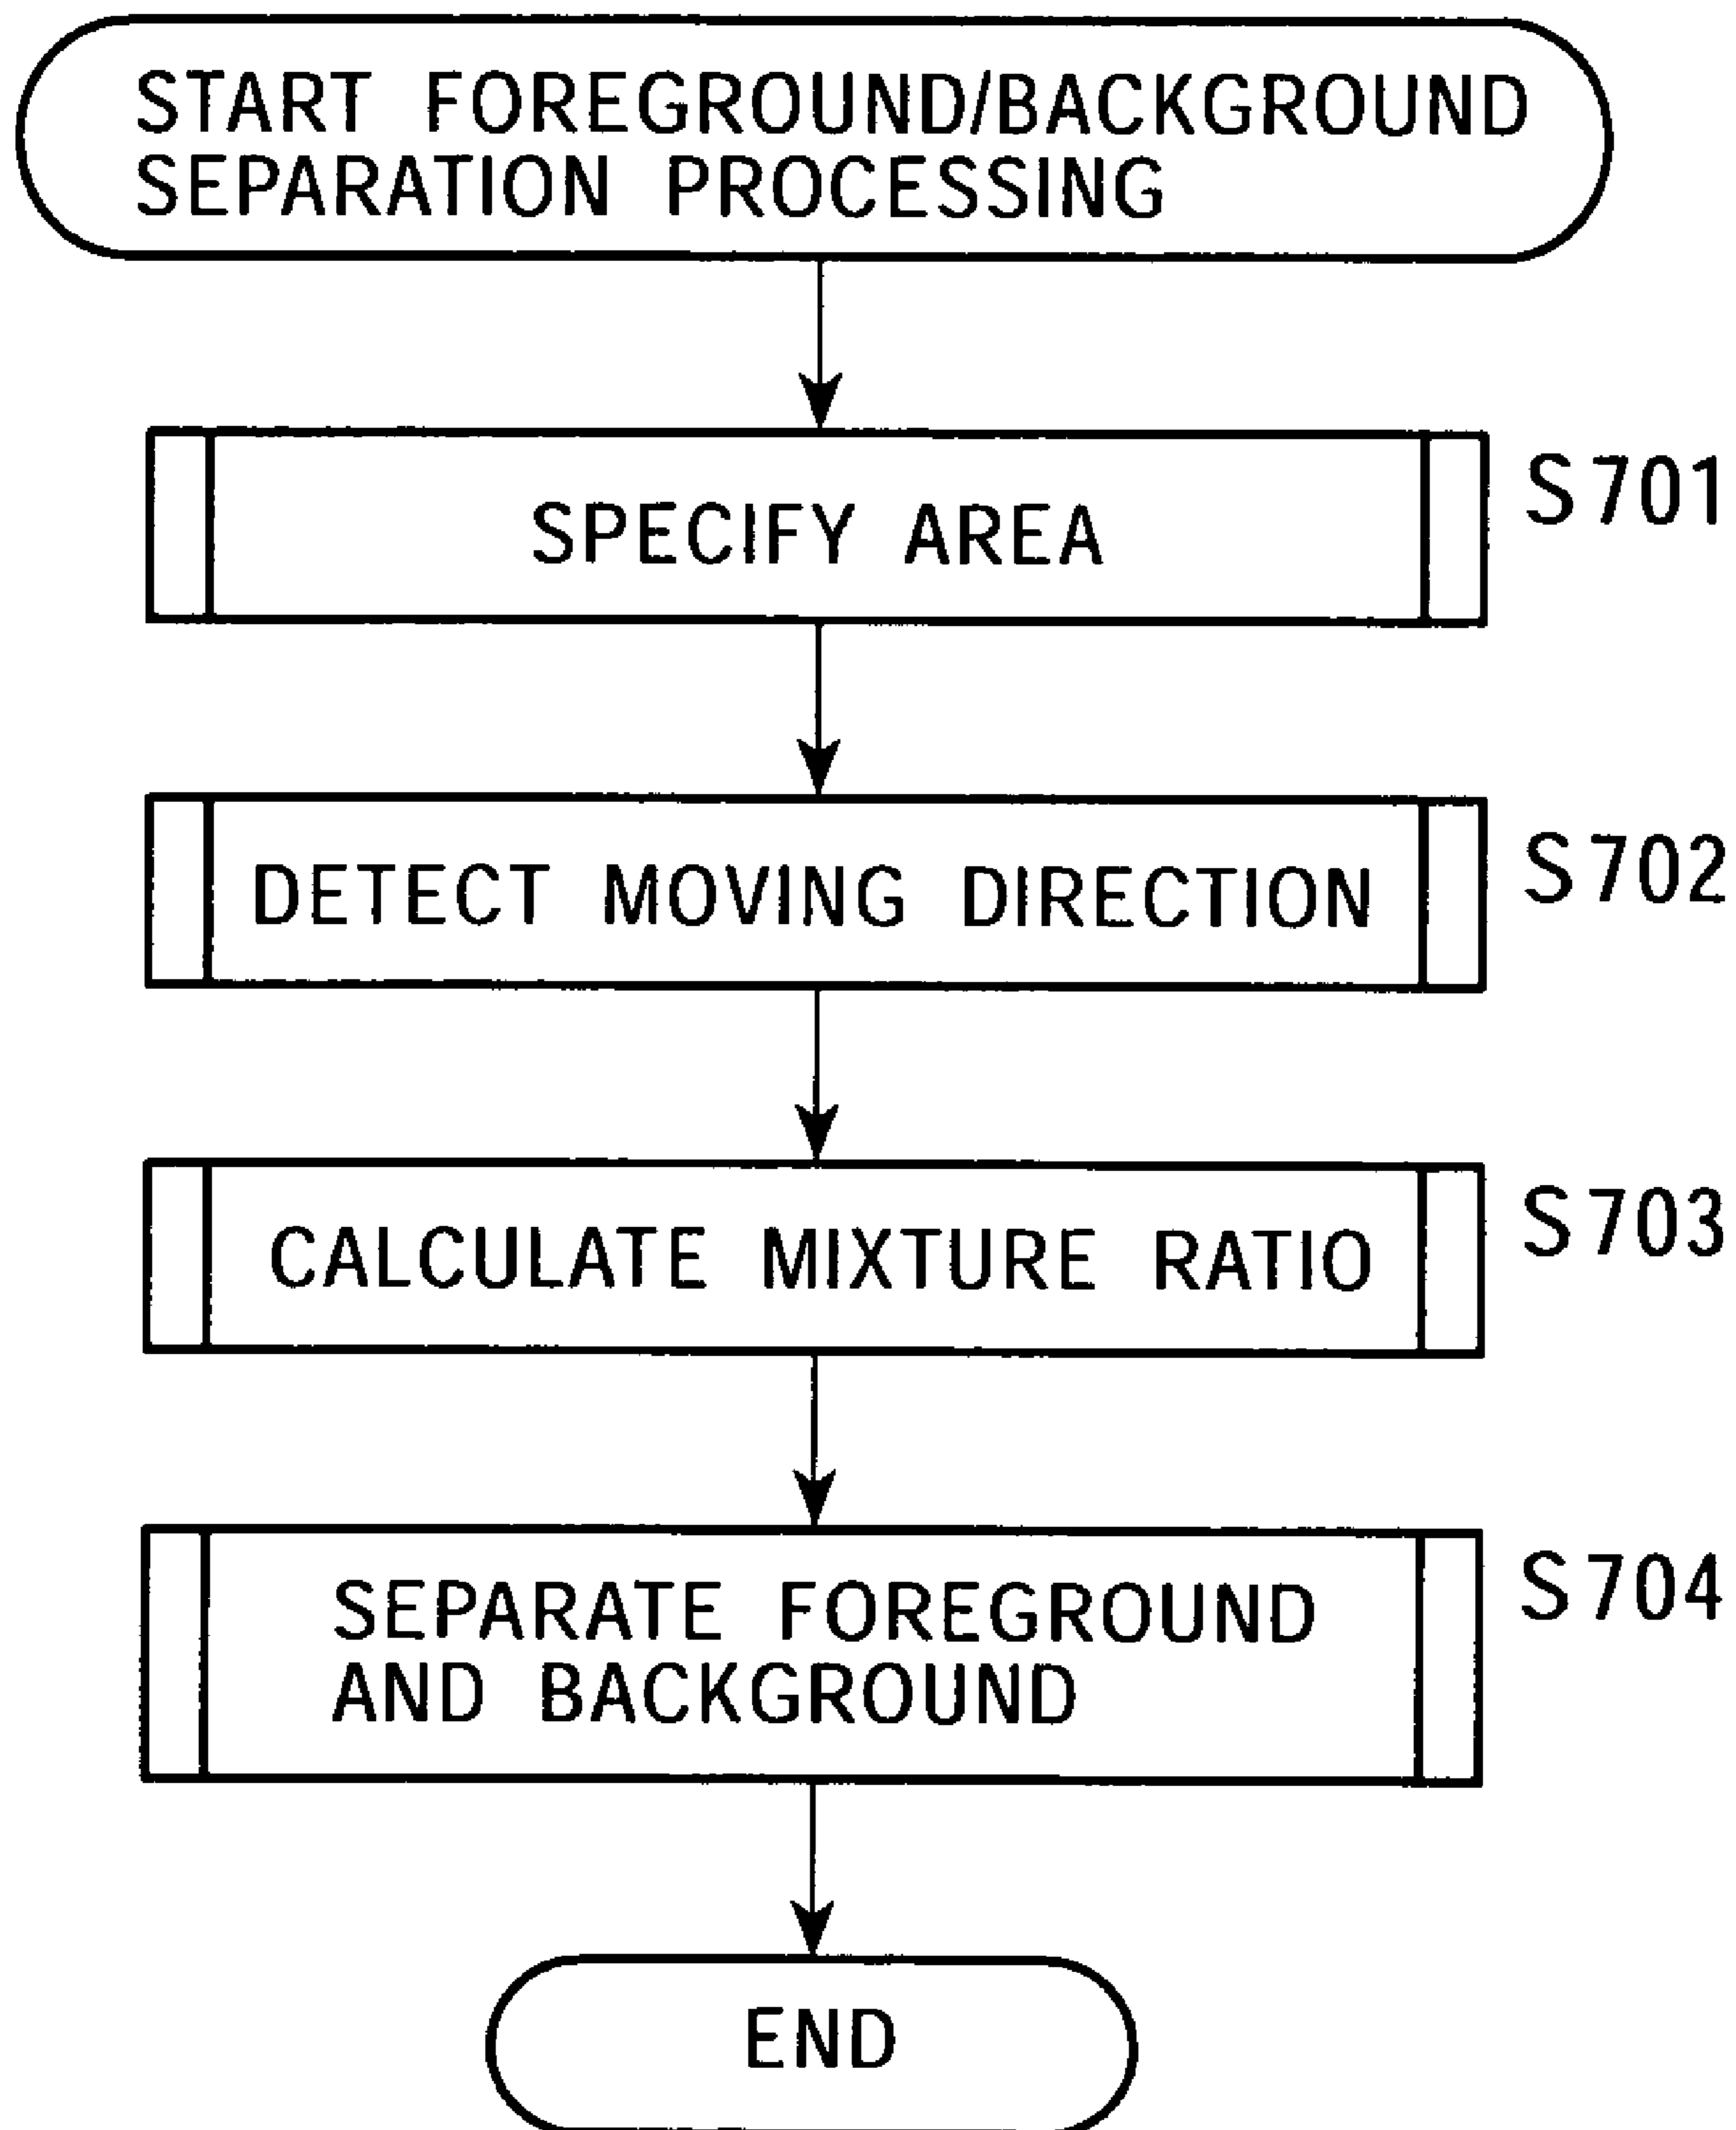 START FOREGROUND/BACKGROUND
SEPARATION PROCESSING
SPECIFY AREA
S701
DETECT MOVING DIRECTION
S702
CALCULATE MIXTURE RATIO
S703
SEPARATE FOREGROUND
AND BACKGROUND
S704
END